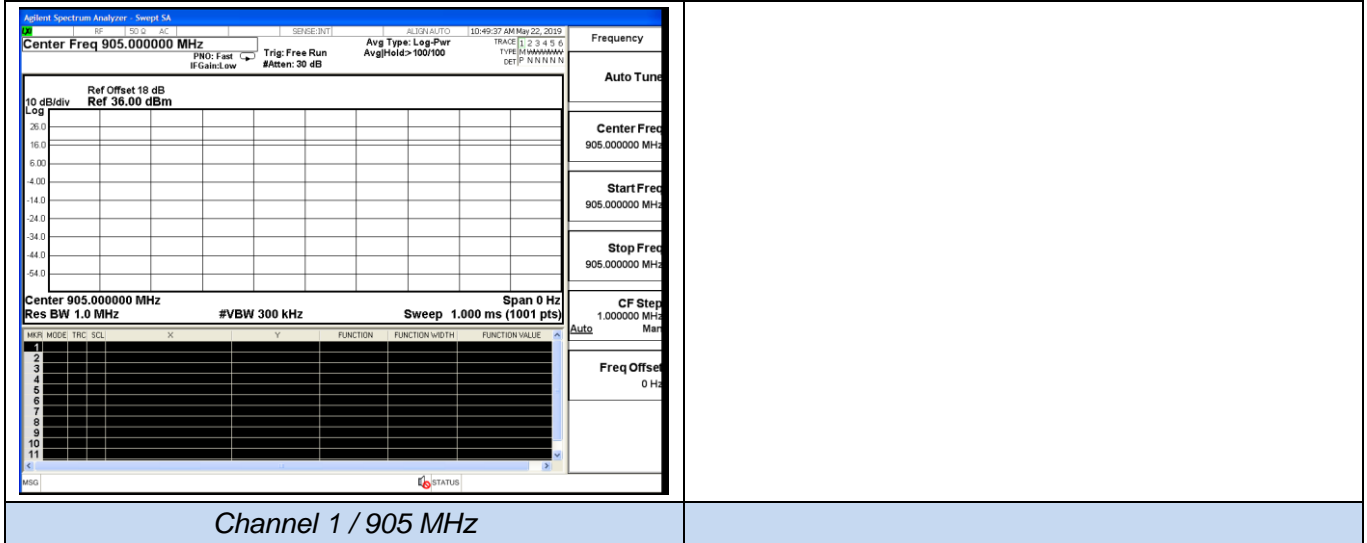 Agilent Spectrum Analyzer - Swept SA
LXI RF 50 Ω AC SENSE:INT ALIGN AUTO 10:49:37 AM May 22, 2019
Center Freq 905.000000 MHz
PNO: Fast
IFGain:Low
Trig: Free Run
#Atten: 30 dB
Avg Type: Log-Pwr
Avg|Hold:> 100/100
TRACE 1 2 3 4 5 6
TYPE M W W W W W
DET P N N N N N
Frequency
Auto Tune
Ref Offset 18 dB
10 dB/div Ref 36.00 dBm
Log
26.0
16.0
6.00
-4.00
-14.0
-24.0
-34.0
-44.0
-54.0
Center Freq
905.000000 MHz
Start Freq
905.000000 MHz
Stop Freq
905.000000 MHz
Center 905.000000 MHz Span 0 Hz
Res BW 1.0 MHz #VBW 300 kHz Sweep 1.000 ms (1001 pts)
CF Step
1.000000 MHz
Auto Man
MKR MODE TRC SCL X Y FUNCTION FUNCTION WIDTH FUNCTION VALUE
1
2
3
4
5
6
7
8
9
10
11
Freq Offset
0 Hz
MSG STATUS
Channel 1 / 905 MHz